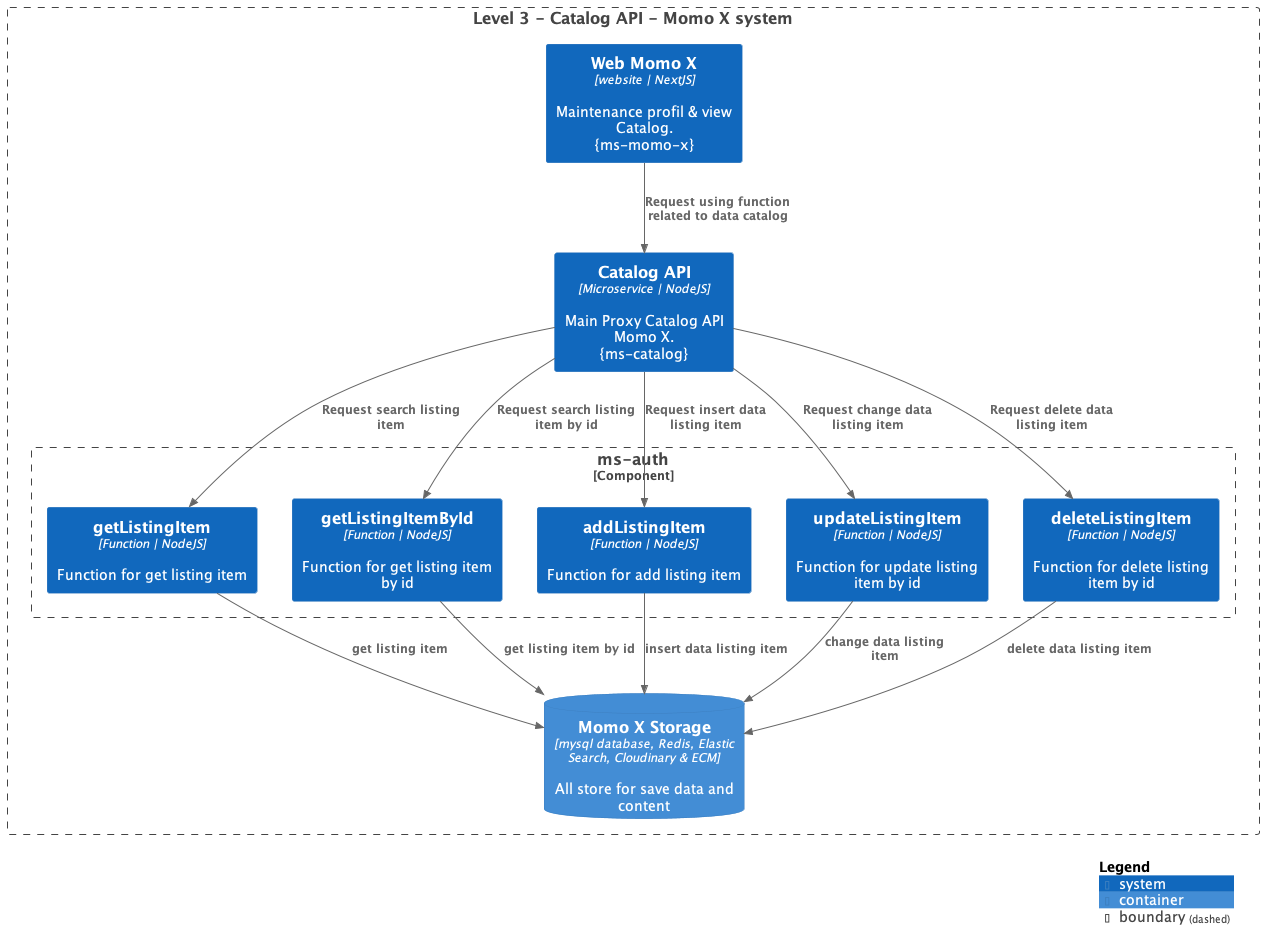 Level 3 - Catalog API - Momo X system
Web Momo X
[website | NextJS]
Maintenance profil & view
Catalog.
{ms-momo-x}
Request using function
related to data catalog
Catalog API
[Microservice | NodeJS]
Main Proxy Catalog API
Momo X.
{ms-catalog}
Request search listing
item
Request search listing
item by id
Request insert data
listing item
Request change data
listing item
Request delete data
listing item
ms-auth
[Component]
getListingItem
[Function | NodeJS]
Function for get listing item
getListingItemById
[Function | NodeJS]
Function for get listing item
by id
addListingItem
[Function | NodeJS]
Function for add listing item
updateListingItem
[Function | NodeJS]
Function for update listing
item by id
deleteListingItem
[Function | NodeJS]
Function for delete listing
item by id
get listing item
get listing item by id
insert data listing item
change data listing
item
delete data listing item
Momo X Storage
[mysql database, Redis, Elastic
Search, Cloudinary & ECM]
All store for save data and
content
Legend
system
container
boundary (dashed)